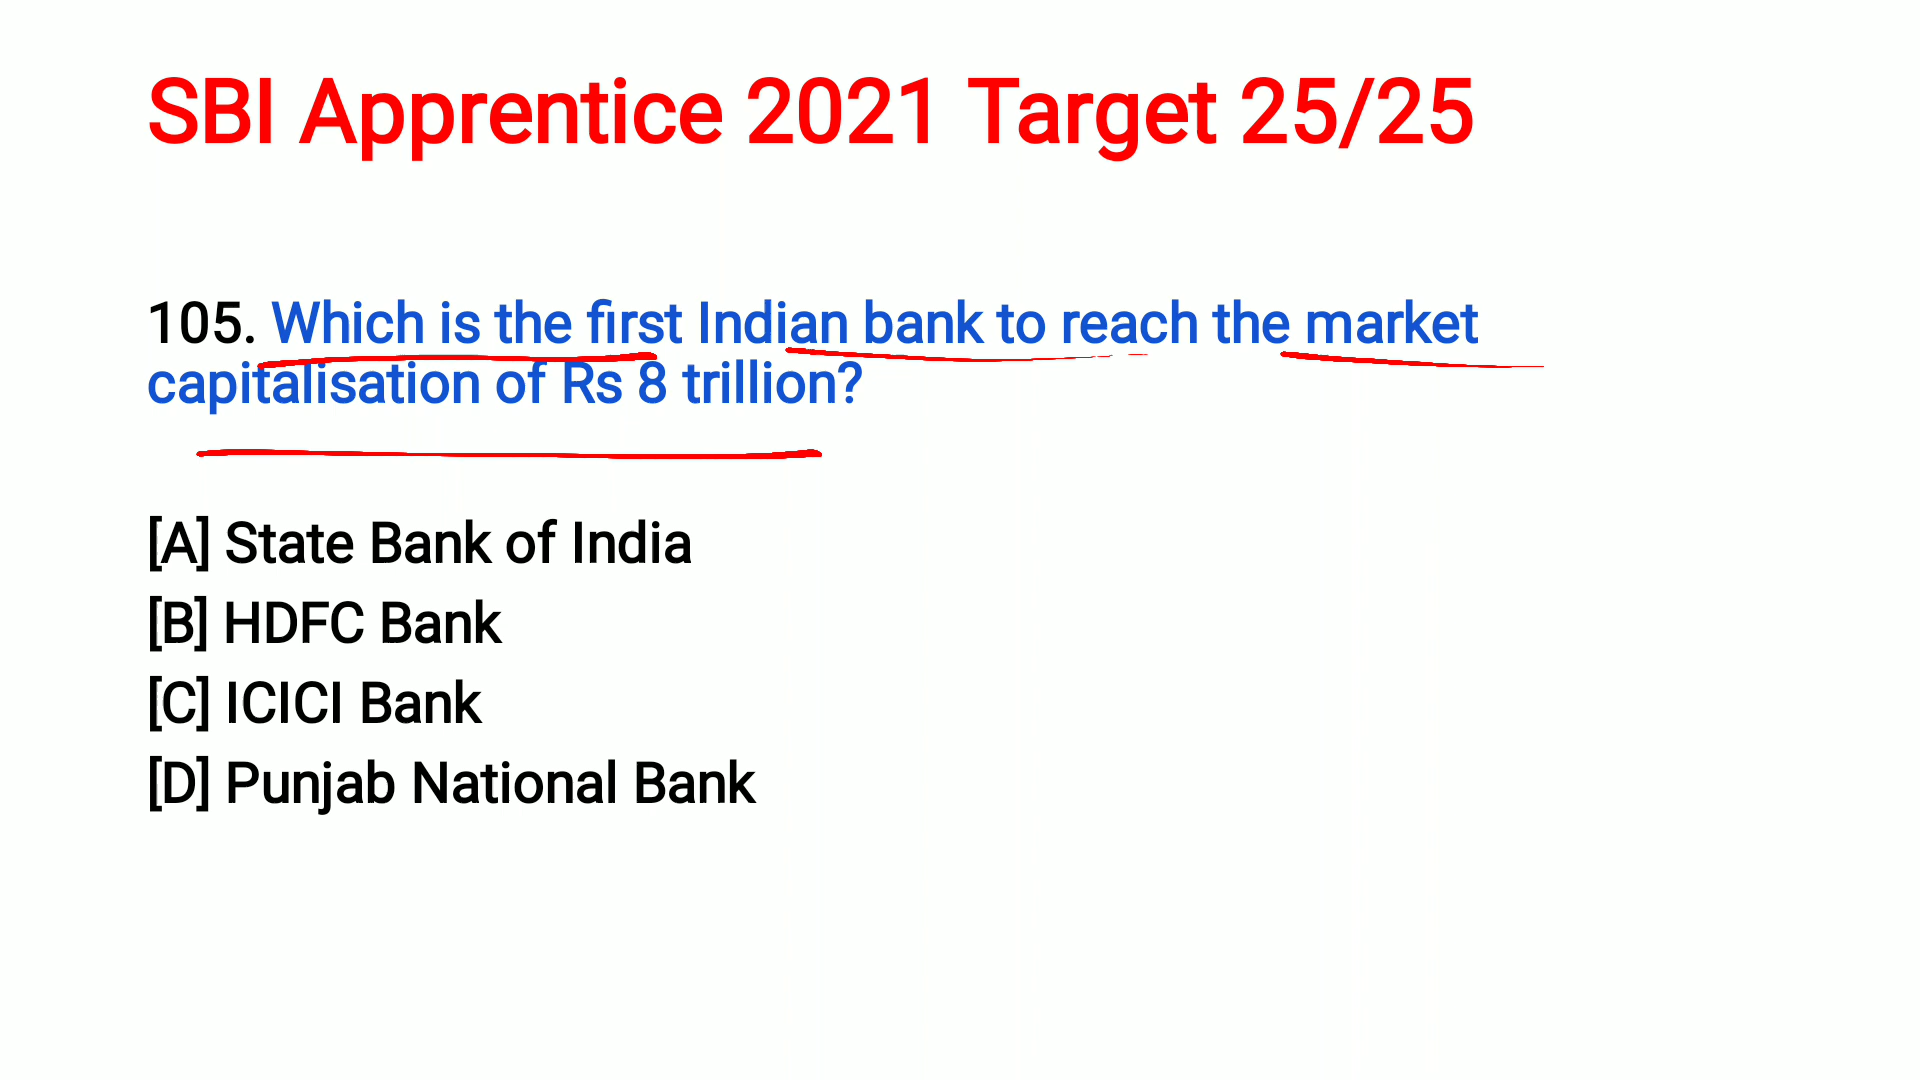 SBI Apprentice 2021 Target 25/25
105. Which is the first Indian bank to reach the market
capitalisation of Rs 8 trillion?
[A] State Bank of India
[B] HDFC Bank
[C] ICICI Bank
[D] Punjab National Bank